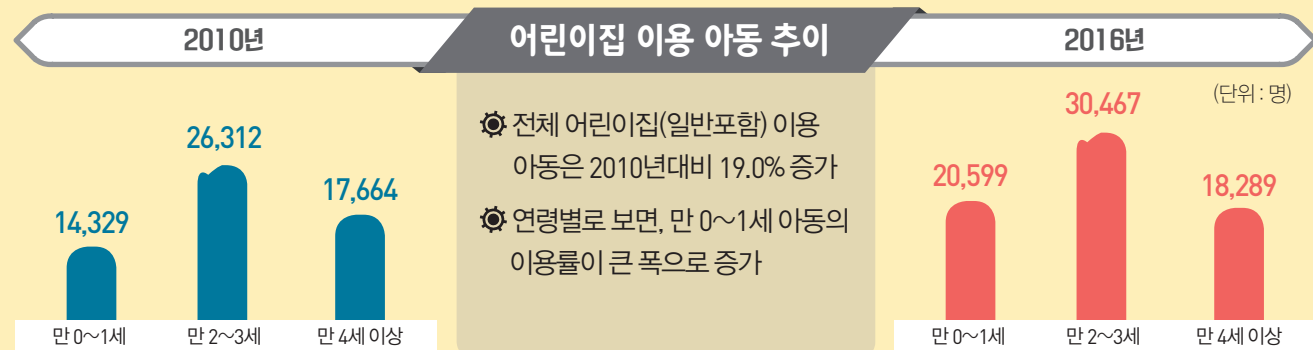 어린이집 이용 아동 추이
2010년
26,312
17,664
14,329
만 0~1세
만 2~3세
만 4세 이상
전체 어린이집(일반포함) 이용
아동은 2010년대비 19.0% 증가
연령별로 보면, 만 0~1세 아동의
이용률이 큰 폭으로 증가
2016년
(단위 : 명)
30,467
20,599
18,289
만 0~1세
만 2~3세
만 4세 이상